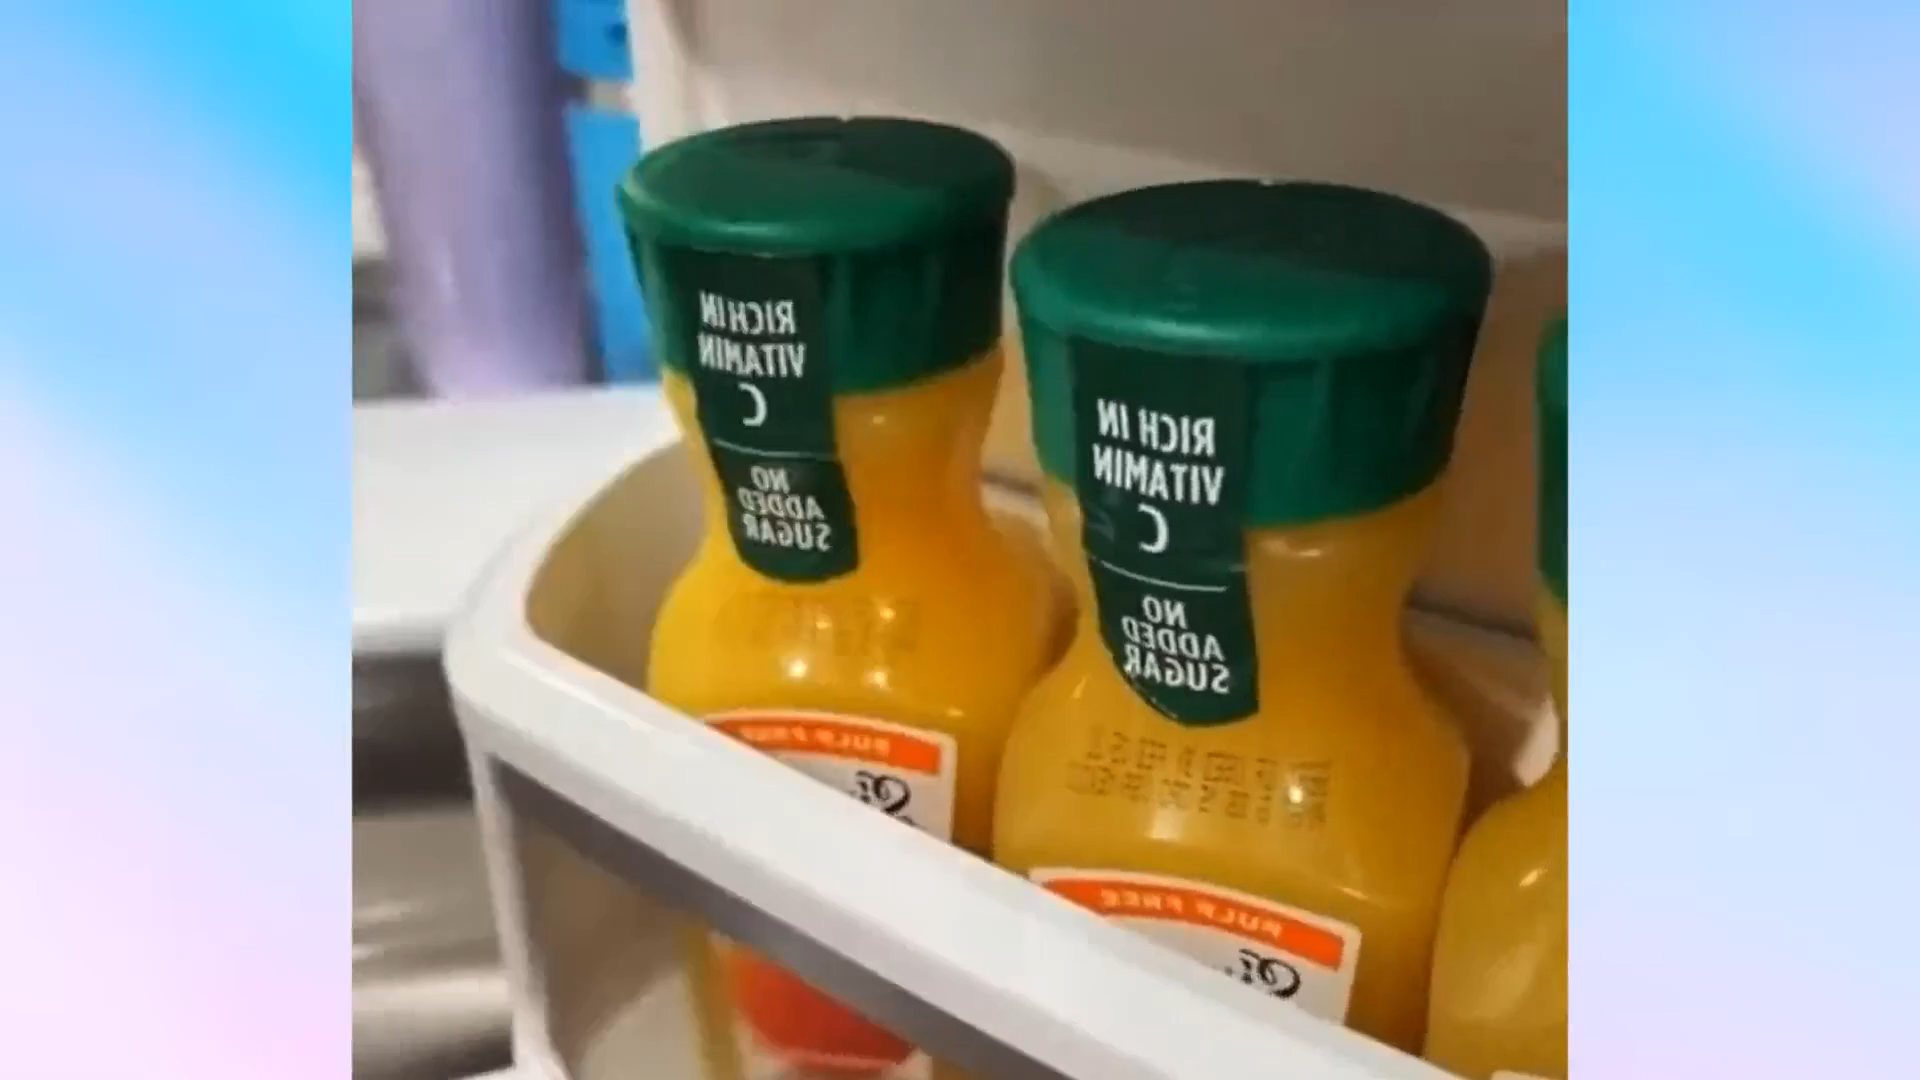 RICH IN
VITAMIN
C
NO
ADDED
SUGAR
PULP FREE
RICH IN
VITAMIN
C
NO
ADDED
SUGAR
PULP FREE